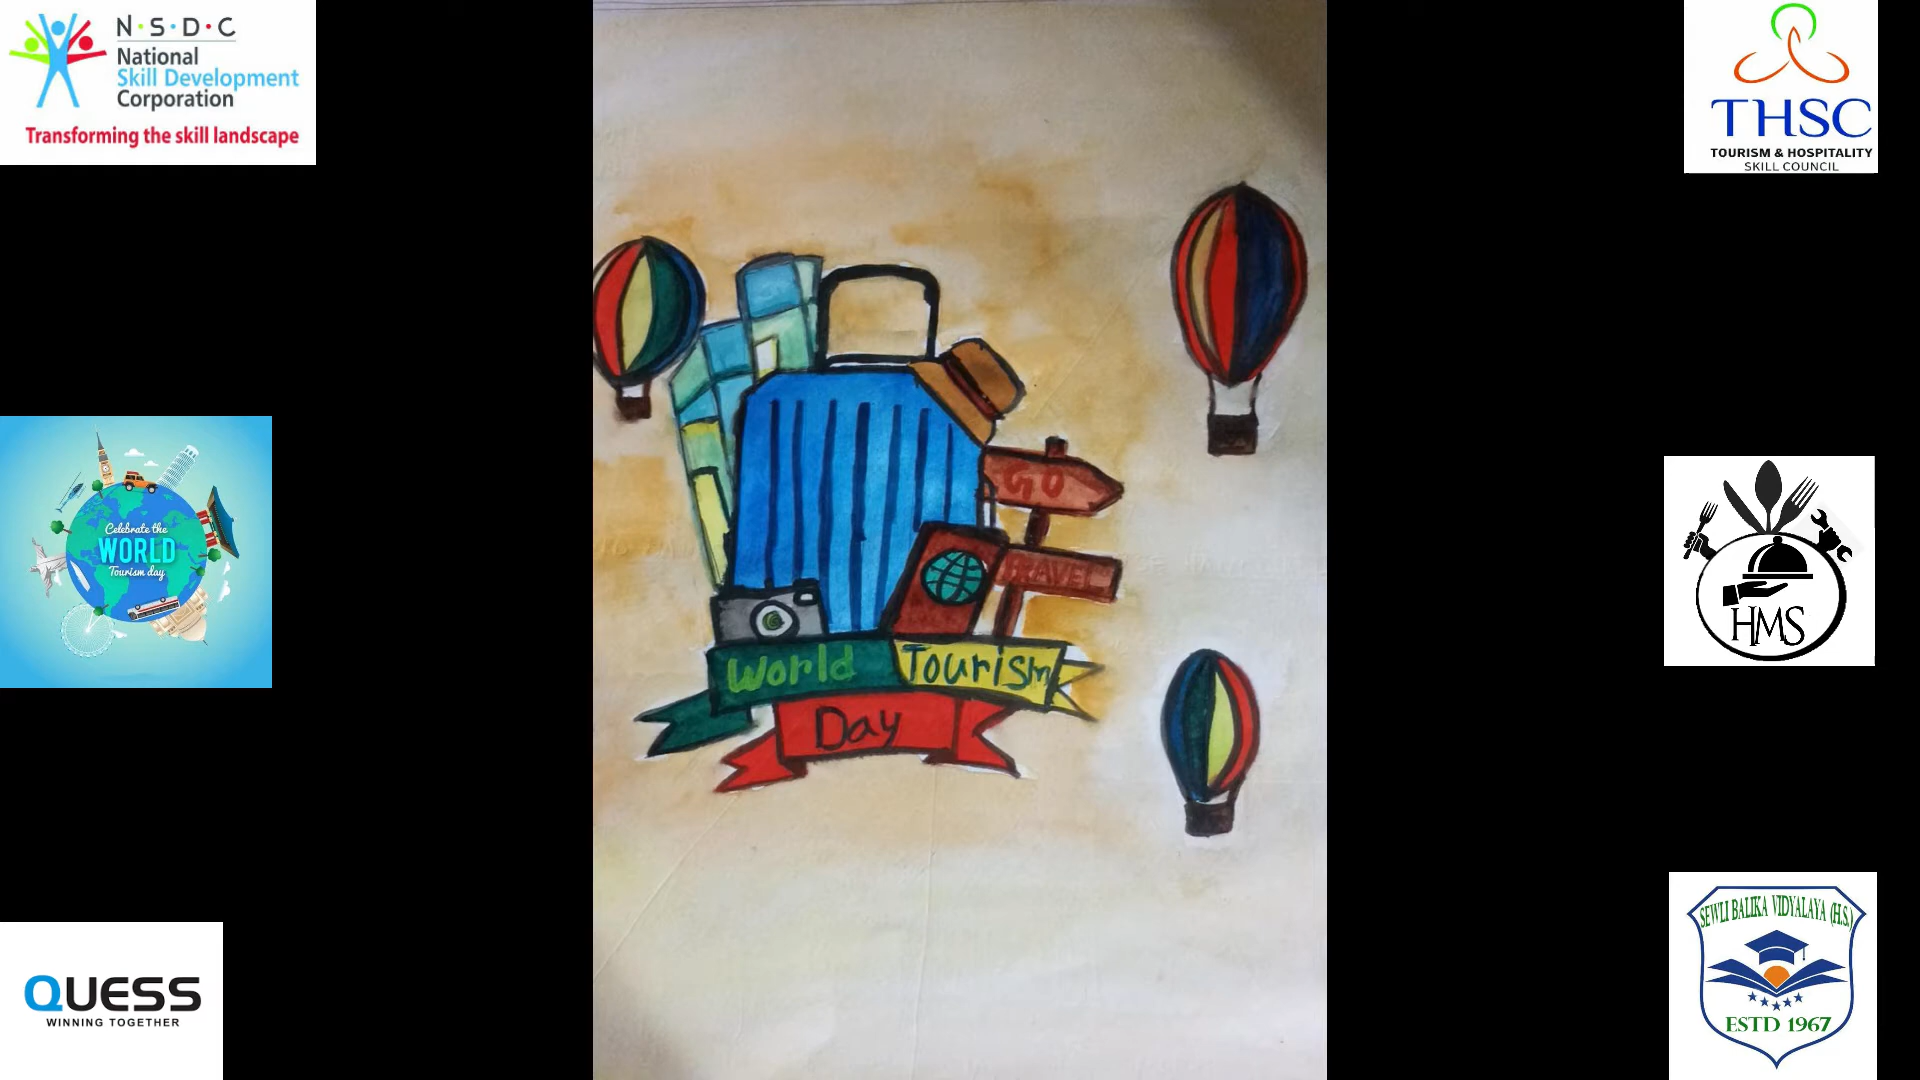 N·S·D·C
National
Skill Development
Corporation
Transforming the skill landscape
THSC
TOURISM & HOSPITALITY
SKILL COUNCIL
GO
TRAVEL
World Tourism
Day
Celebrate the
WORLD
Tourism day
HMS
QUESS
WINNING TOGETHER
SEWLI BALIKA VIDYALAYA (H.S.)
ESTD 1967